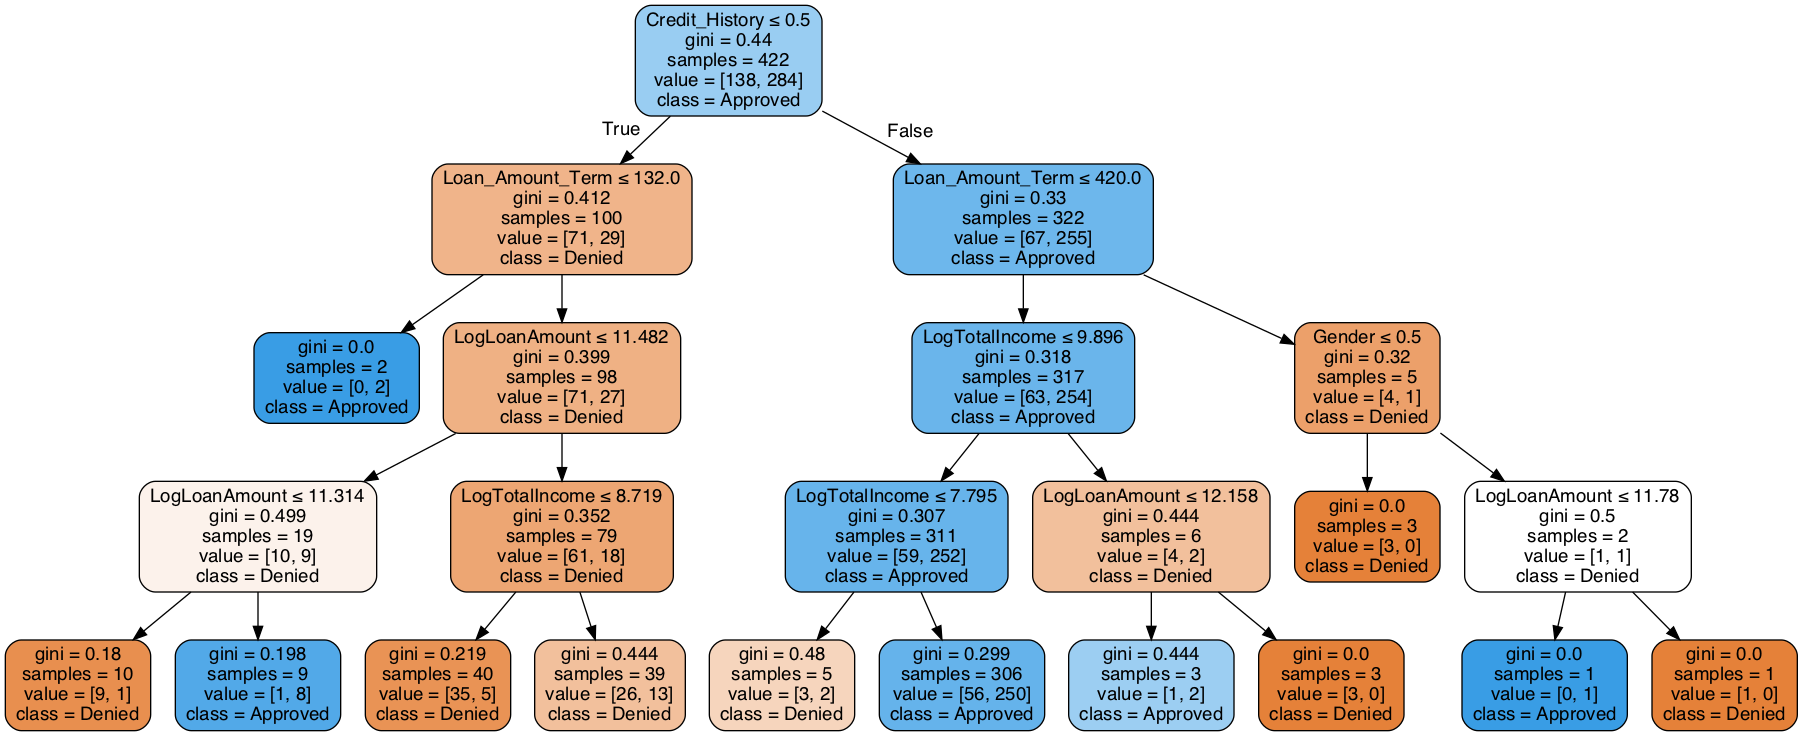 Credit_History ≤ 0.5
gini = 0.44
samples = 422
value = [138, 284]
class = Approved
True
False
Loan_Amount_Term ≤ 132.0
gini = 0.412
samples = 100
value = [71, 29]
class = Denied
Loan_Amount_Term ≤ 420.0
gini = 0.33
samples = 322
value = [67, 255]
class = Approved
gini = 0.0
samples = 2
value = [0, 2]
class = Approved
LogLoanAmount ≤ 11.482
gini = 0.399
samples = 98
value = [71, 27]
class = Denied
LogTotalIncome ≤ 9.896
gini = 0.318
samples = 317
value = [63, 254]
class = Approved
Gender ≤ 0.5
gini = 0.32
samples = 5
value = [4, 1]
class = Denied
LogLoanAmount ≤ 11.314
gini = 0.499
samples = 19
value = [10, 9]
class = Denied
LogTotalIncome ≤ 8.719
gini = 0.352
samples = 79
value = [61, 18]
class = Denied
LogTotalIncome ≤ 7.795
gini = 0.307
samples = 311
value = [59, 252]
class = Approved
LogLoanAmount ≤ 12.158
gini = 0.444
samples = 6
value = [4, 2]
class = Denied
gini = 0.0
samples = 3
value = [3, 0]
class = Denied
LogLoanAmount ≤ 11.78
gini = 0.5
samples = 2
value = [1, 1]
class = Denied
gini = 0.18
samples = 10
value = [9, 1]
class = Denied
gini = 0.198
samples = 9
value = [1, 8]
class = Approved
gini = 0.219
samples = 40
value = [35, 5]
class = Denied
gini = 0.444
samples = 39
value = [26, 13]
class = Denied
gini = 0.48
samples = 5
value = [3, 2]
class = Denied
gini = 0.299
samples = 306
value = [56, 250]
class = Approved
gini = 0.444
samples = 3
value = [1, 2]
class = Approved
gini = 0.0
samples = 3
value = [3, 0]
class = Denied
gini = 0.0
samples = 1
value = [0, 1]
class = Approved
gini = 0.0
samples = 1
value = [1, 0]
class = Denied